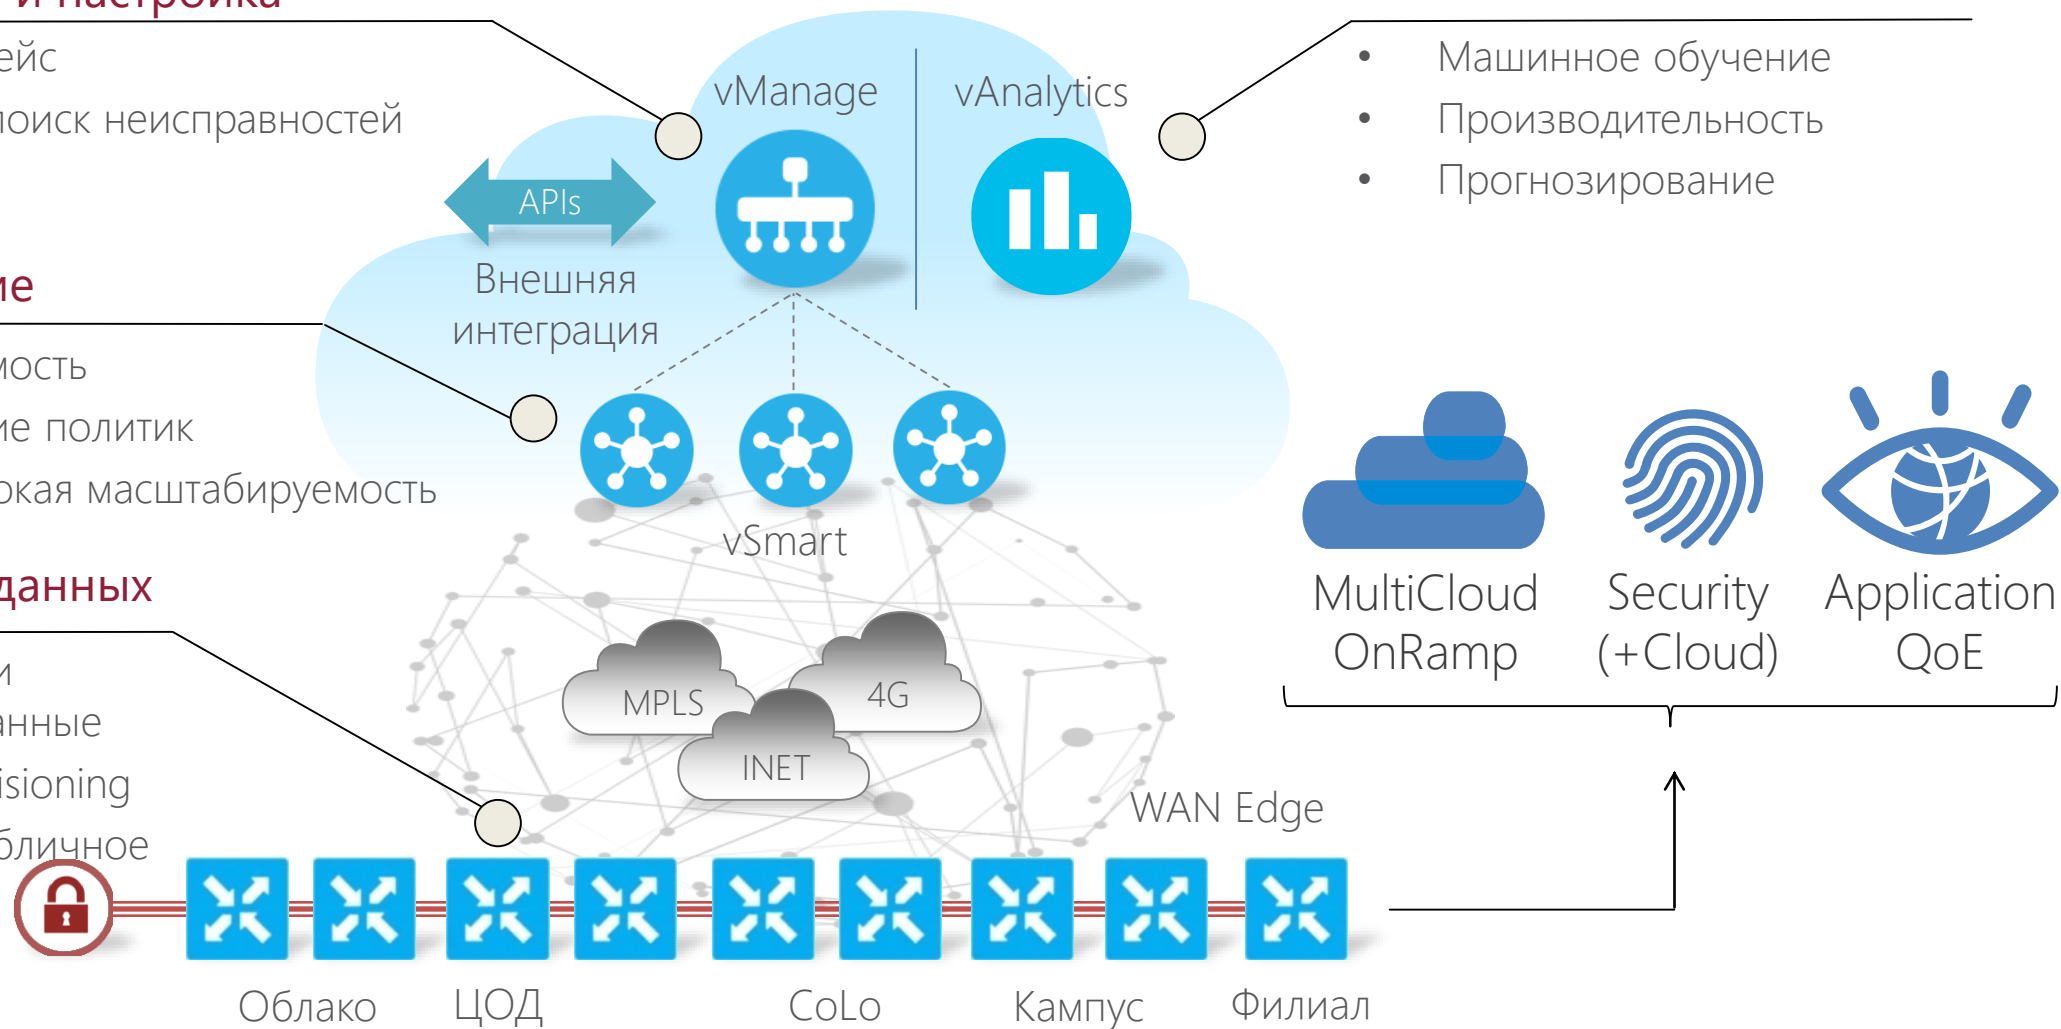 и настройка
ейс
поиск неисправностей
vManage
vAnalytics
• Машинное обучение
• Производительность
• Прогнозирование
APIs
Внешняя
интеграция
ие
мость
ие политик
окая масштабируемость
vSmart
данных
и
анные
isioning
бличное
MPLS
4G
INET
WAN Edge
MultiCloud
OnRamp
Security
(+Cloud)
Application
QoE
Облако
ЦОД
CoLo
Кампус
Филиал